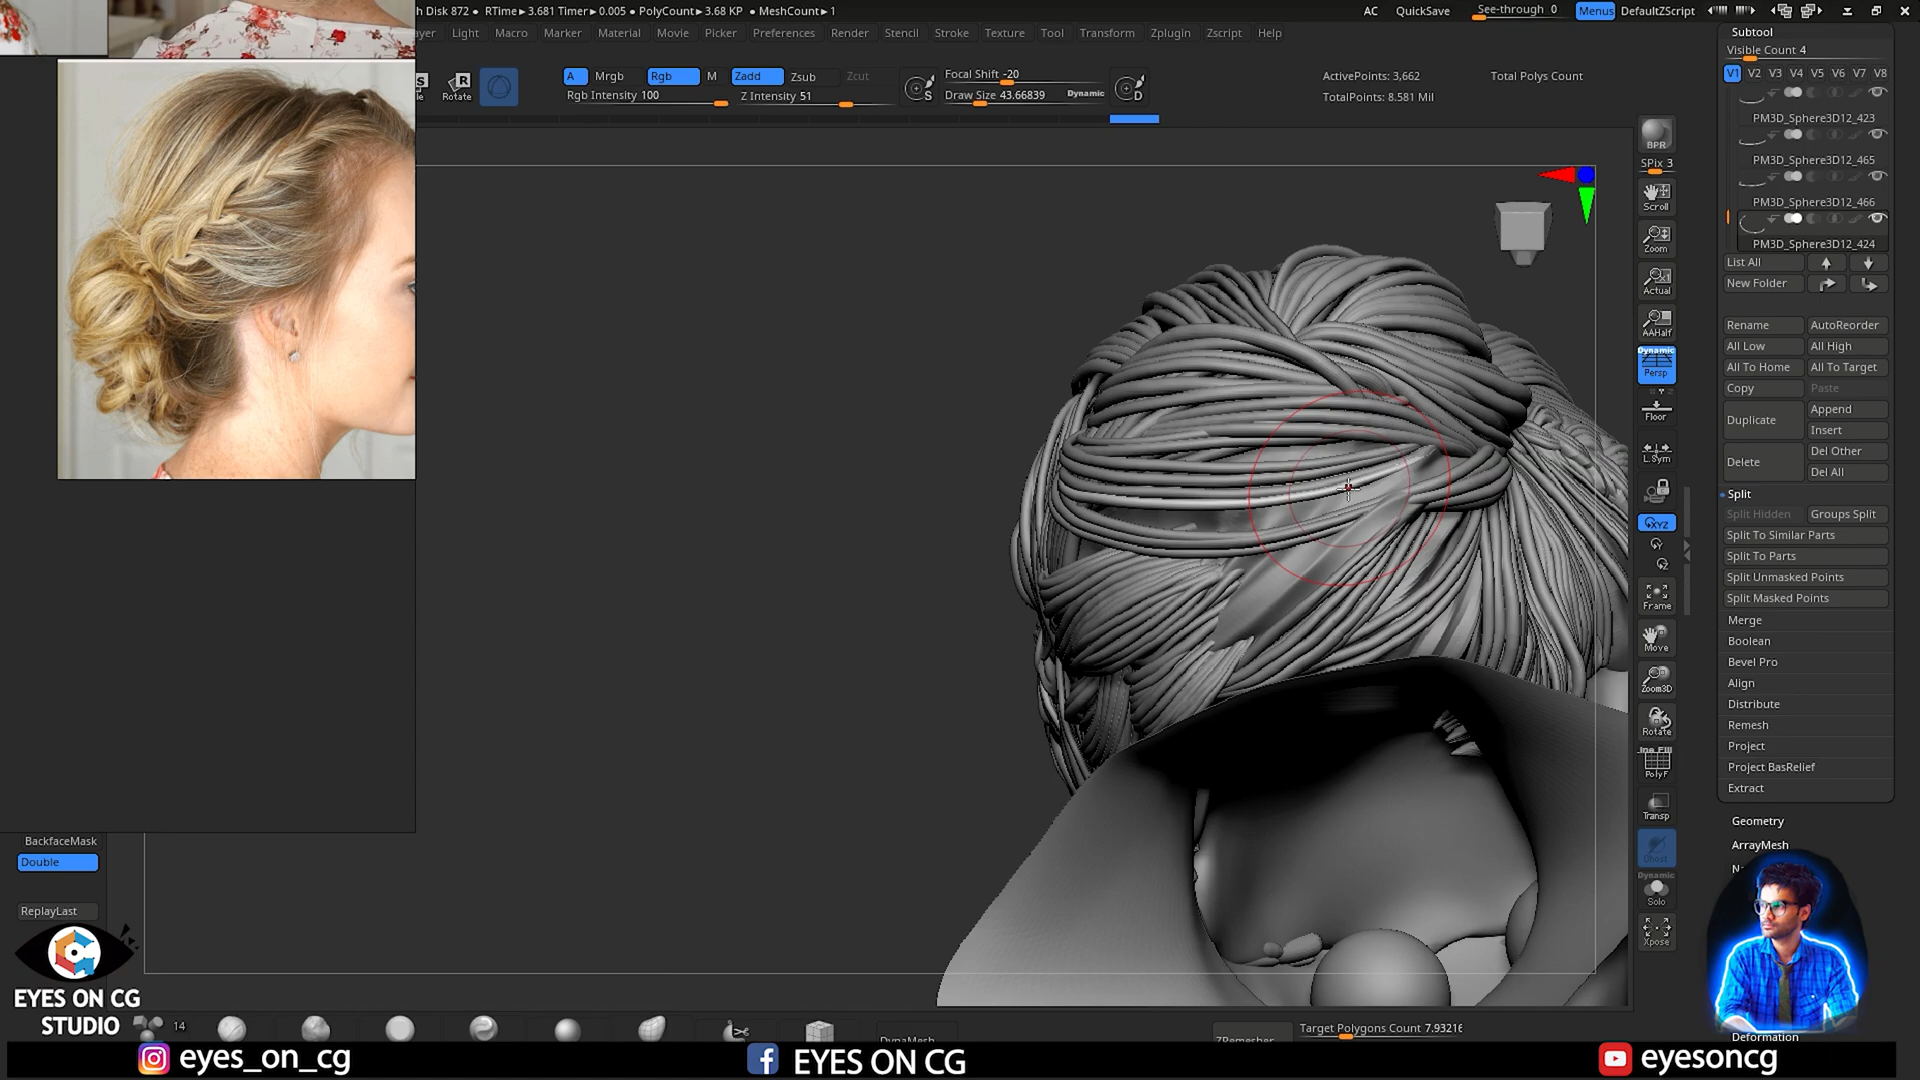 Disk 872 ● RTime►3.681 Timer►0.005 ● PolyCount►3.68 KP ● MeshCount►1
AC QuickSave See-through 0 Menus DefaultZScript
Light Macro Marker Material Movie Picker Preferences Render Stencil Stroke Texture Tool Transform Zplugin Zscript Help
Rotate
A Mrgb Rgb M Zadd Zsub Zcut
Rgb Intensity 100 Z Intensity 51
S
Focal Shift -20
Draw Size 43.66839 Dynamic
D
ActivePoints: 3,662 Total Polys Count
TotalPoints: 8.581 Mil
BPR
SPix 3
Scroll
Zoom
Actual
AAHalf
Dynamic
Persp
Floor
L.Sym
XYZ
Frame
Move
Zoom3D
Rotate
PolyF
Transp
Ghost
Dynamic
Solo
Xpose
Subtool
Visible Count 4
V1 V2 V3 V4 V5 V6 V7 V8
PM3D_Sphere3D12_423
PM3D_Sphere3D12_465
PM3D_Sphere3D12_466
PM3D_Sphere3D12_424
List All
New Folder
Rename AutoReorder
All Low All High
All To Home All To Target
Copy Paste
Duplicate Append
Insert
Delete Del Other
Del All
Split
Split Hidden Groups Split
Split To Similar Parts
Split To Parts
Split Unmasked Points
Split Masked Points
Merge
Boolean
Bevel Pro
Align
Distribute
Remesh
Project
Project BasRelief
Extract
Geometry
ArrayMesh
Deformation
BackfaceMask
Double
ReplayLast
EYES ON CG
STUDIO
14
DynaMesh
ZRemesher
Target Polygons Count 7.93216
eyes_on_cg
EYES ON CG
eyesoncg